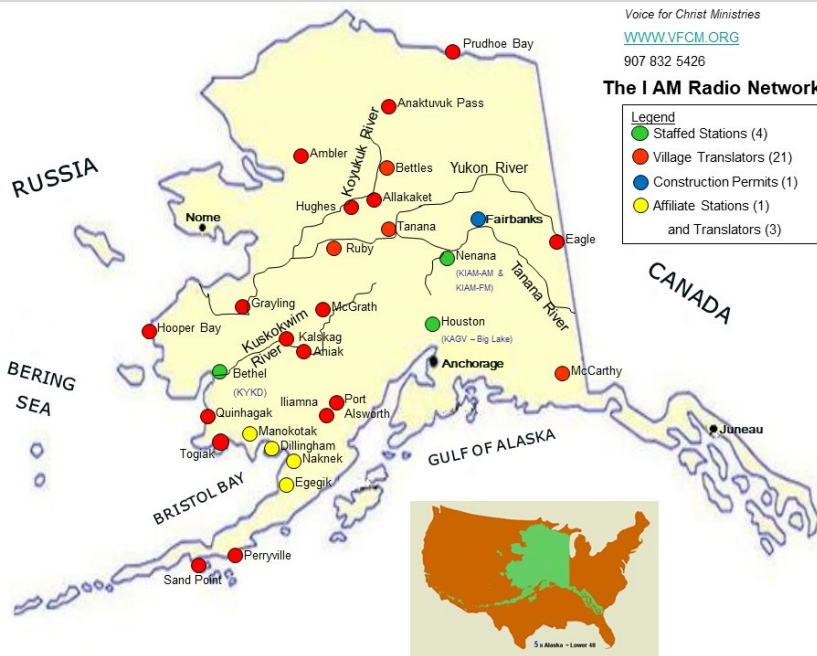 Voice for Christ Ministries
WWW.VFCM.ORG
907 832 5426
The I AM Radio Network
Legend
Staffed Stations (4)
Village Translators (21)
Construction Permits (1)
Affiliate Stations (1)
and Translators (3)
Prudhoe Bay
Anaktuvuk Pass
Koyukuk River
Ambler
Bettles
Yukon River
RUSSIA
Allakaket
Hughes
Nome
Fairbanks
Tanana
Eagle
Ruby
Nenana
(KIAM-AM &
KIAM-FM)
Tanana River
CANADA
Grayling
McGrath
Hooper Bay
Kuskokwim
River
Kalskag
Aniak
Houston
(KAGV – Big Lake)
Anchorage
BERING
SEA
Bethel
(KYKD)
McCarthy
Iliamna
Port
Alsworth
Quinhagak
Manokotak
Juneau
Togiak
Dillingham
Naknek
GULF OF ALASKA
Egegik
BRISTOL BAY
Perryville
Sand Point
5 x Alaska – Lower 48